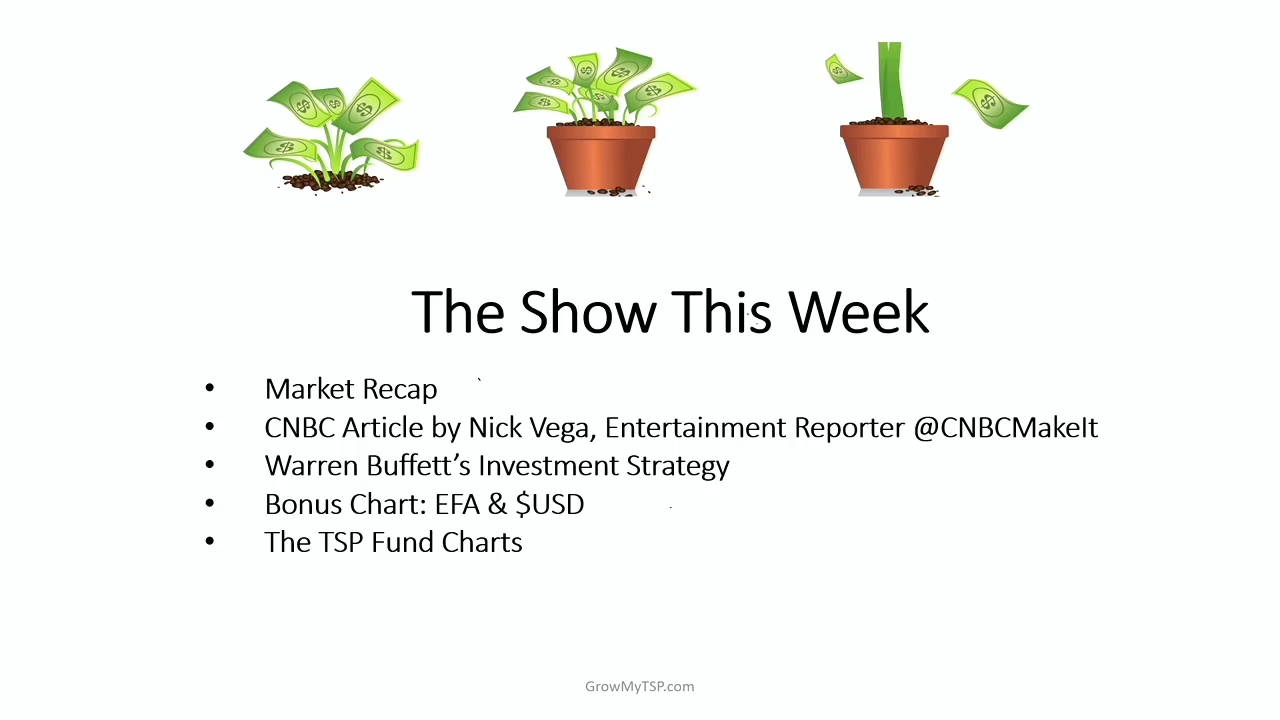 The Show This Week
• Market Recap
• CNBC Article by Nick Vega, Entertainment Reporter @CNBCMakeIt
• Warren Buffett’s Investment Strategy
• Bonus Chart: EFA & $USD
• The TSP Fund Charts
GrowMyTSP.com